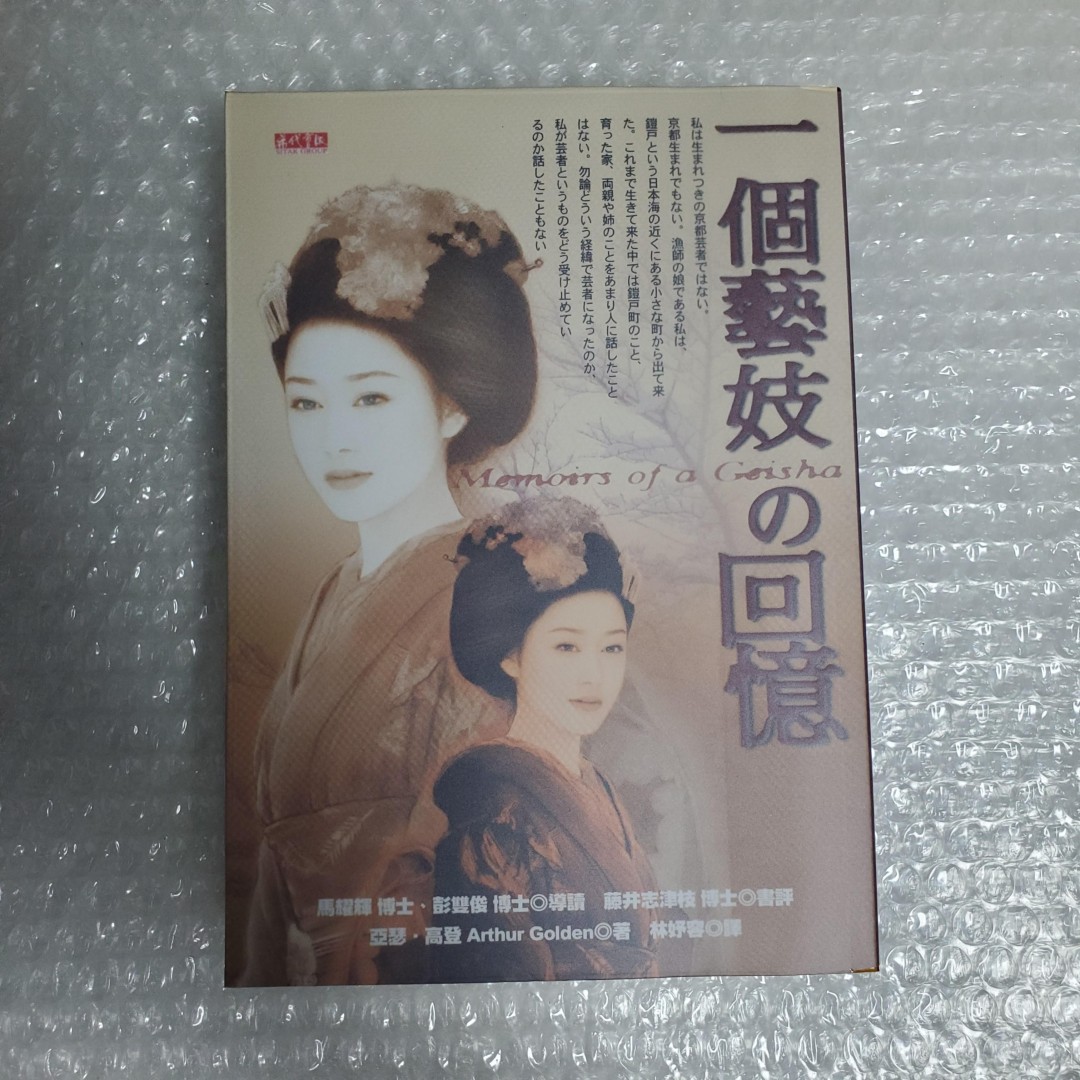 一個藝妓の回憶
Memoirs of a Geisha
私は生まれつきの京都芸者ではない。
京都生まれでもない。漁師の娘である私は、
鎧戸という日本海の近くにある小さな町から出て来
た。これまで生きて来た中では鎧戸町のこと、
育った家、両親や姉のことをあまり人に話したこと
はない。勿論どういう経緯で芸者になったのか、
私が芸者というものをどう受け止めてい
るのか話したこともない
希代書版
SITAK GROUP
馬耀輝 博士、彭雙俊 博士◎導讀 藤井志津枝 博士◎書評
亞瑟・高登 Arthur Golden◎著 林妤容◎譯